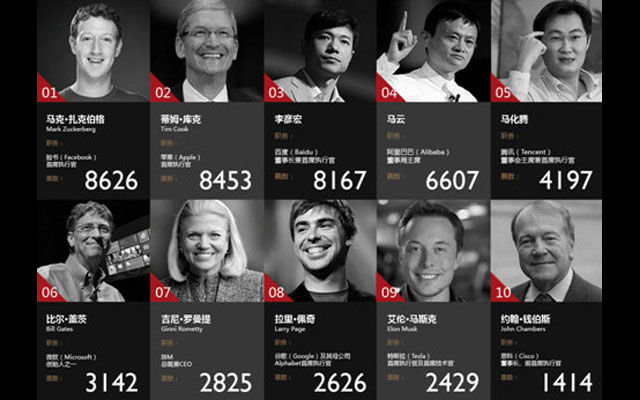 01
马克·扎克伯格
Mark Zuckerberg
职务：
脸书（Facebook）
首席执行官
票数：
8626
02
蒂姆·库克
Tim Cook
职务：
苹果（Apple）
首席执行官
票数：
8453
03
李彦宏
职务：
百度（Baidu）
董事长兼首席执行官
票数：
8167
04
马云
职务：
阿里巴巴（Alibaba）
董事局主席
票数：
6607
05
马化腾
职务：
腾讯（Tencent）
董事会主席兼首席执行官
票数：
4197
06
比尔·盖茨
Bill Gates
职务：
微软（Microsoft）
创始人之一
票数：
3142
07
吉尼·罗曼提
Ginni Rometty
职务：
IBM
总裁兼CEO
票数：
2825
08
拉里·佩奇
Larry Page
职务：
谷歌（Google）及其母公司
Alphabet首席执行官
票数：
2626
09
艾伦·马斯克
Elon Musk
职务：
特斯拉（Tesla）
首席执行官及首席技术官
票数：
2429
10
约翰·钱伯斯
John Chambers
职务：
思科（Cisco）
董事长、前首席执行官
票数：
1414